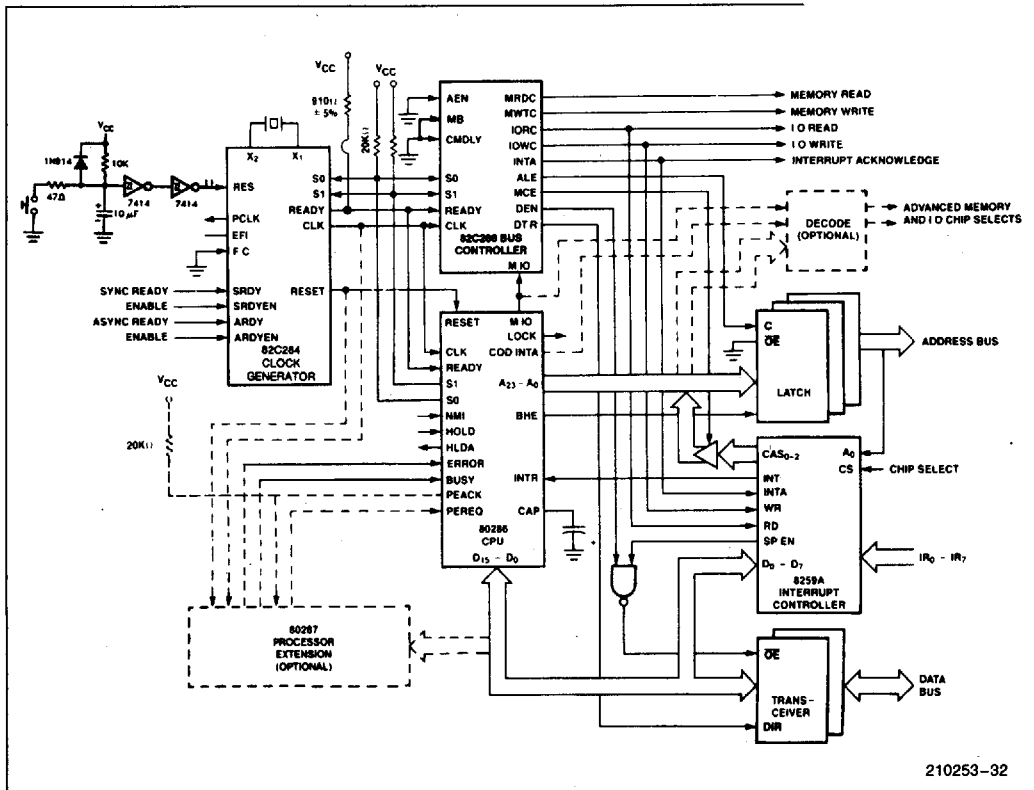 VCC
VCC
VCC
910Ω
± 5%
20KΩ
1N914
10K
47Ω
10 µF
7414
7414
X2
X1
RES
PCLK
EFI
F C
S0
S1
READY
CLK
RESET
SYNC READY
ENABLE
ASYNC READY
ENABLE
SRDY
SRDYEN
ARDY
ARDYEN
82C284
CLOCK
GENERATOR
AEN
MB
CMDLY
S0
S1
READY
CLK
MRDC
MWTC
IORC
IOWC
INTA
ALE
MCE
DEN
DT R
82C288 BUS
CONTROLLER
M IO
MEMORY READ
MEMORY WRITE
I O READ
I O WRITE
INTERRUPT ACKNOWLEDGE
DECODE
(OPTIONAL)
ADVANCED MEMORY
AND I O CHIP SELECTS
RESET
M IO
LOCK
CLK
COD INTA
READY
S1
A23 – A0
S0
NMI
BHE
HOLD
HLDA
ERROR
BUSY
INTR
PEACK
PEREQ
CAP
80286
CPU
D15 – D0
VCC
20KΩ
C
OE
LATCH
ADDRESS BUS
CAS0-2
A0
CS
CHIP SELECT
INT
INTA
WR
RD
SP EN
D0 – D7
IR0 – IR7
8259A
INTERRUPT
CONTROLLER
80287
PROCESSOR
EXTENSION
(OPTIONAL)
OE
TRANS-
CEIVER
DIR
DATA
BUS
210253–32